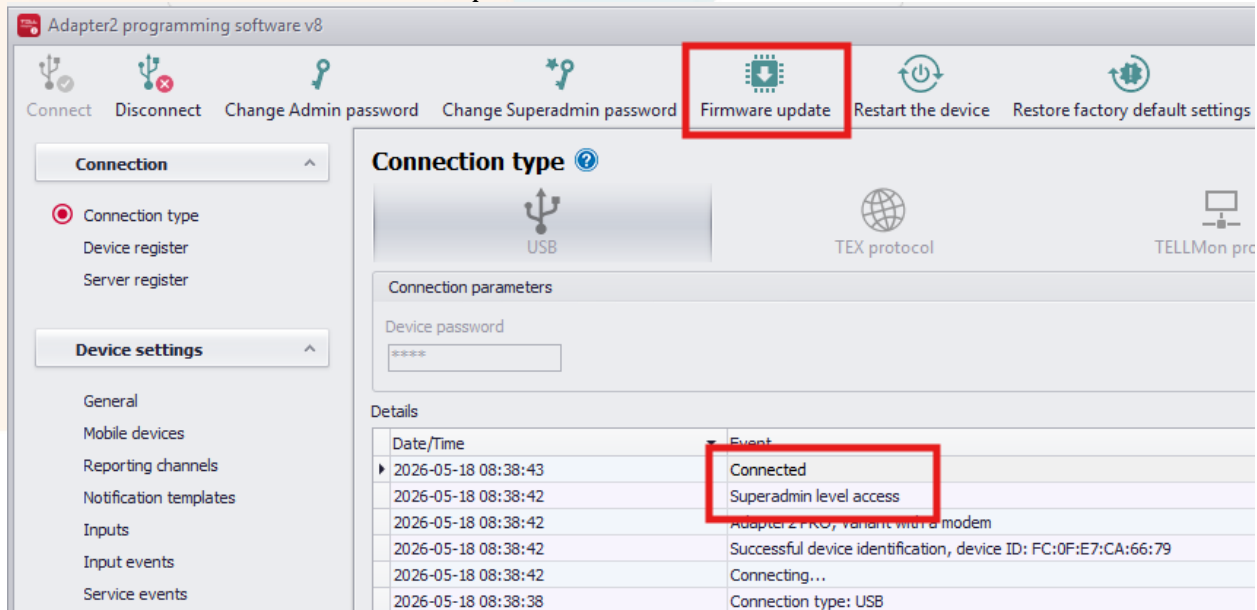 Adapter2 programming software v8
Connect Disconnect Change Admin password Change Superadmin password Firmware update Restart the device Restore factory default settings
Connection
Connection type
Device register
Server register
Device settings
General
Mobile devices
Reporting channels
Notification templates
Inputs
Input events
Service events
Connection type
USB TEX protocol TELLMon pro
Connection parameters
Device password
****
Details
Date/Time Event
2026-05-18 08:38:43 Connected
2026-05-18 08:38:42 Superadmin level access
2026-05-18 08:38:42 Adapter2 PRO, variant with a modem
2026-05-18 08:38:42 Successful device identification, device ID: FC:0F:E7:CA:66:79
2026-05-18 08:38:42 Connecting...
2026-05-18 08:38:38 Connection type: USB